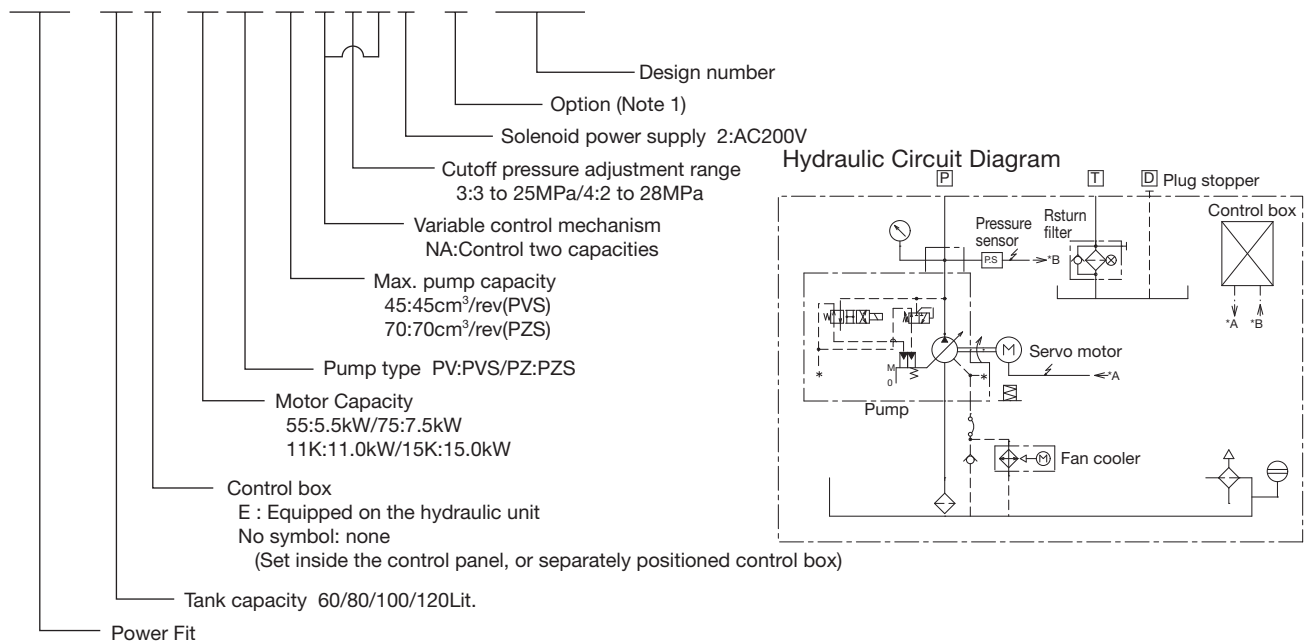 Design number
Option (Note 1)
Solenoid power supply 2:AC200V
Cutoff pressure adjustment range
3:3 to 25MPa/4:2 to 28MPa
Variable control mechanism
NA:Control two capacities
Max. pump capacity
45:45cm³/rev(PVS)
70:70cm³/rev(PZS)
Pump type PV:PVS/PZ:PZS
Motor Capacity
55:5.5kW/75:7.5kW
11K:11.0kW/15K:15.0kW
Control box
E : Equipped on the hydraulic unit
No symbol: none
(Set inside the control panel, or separately positioned control box)
Tank capacity 60/80/100/120Lit.
Power Fit
Hydraulic Circuit Diagram
P
T
D Plug stopper
Control box
Pressure
sensor
Rsturn
filter
P.S
*B
*A *B
M
Servo motor
M
0
*
*
*A
Pump
M
Fan cooler